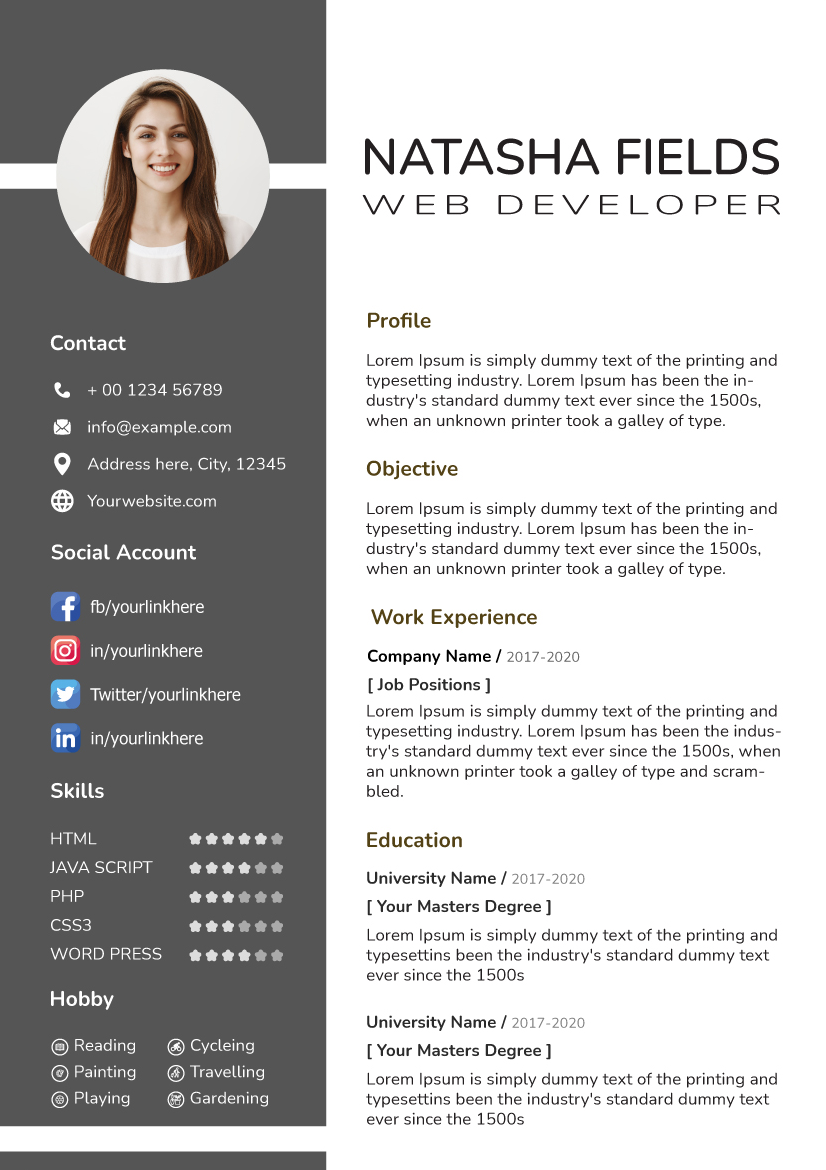 NATASHA FIELDS
WEB DEVELOPER
Contact
+ 00 1234 56789
info@example.com
Address here, City, 12345
Yourwebsite.com
Social Account
fb/yourlinkhere
in/yourlinkhere
Twitter/yourlinkhere
in/yourlinkhere
Skills
HTML
JAVA SCRIPT
PHP
CSS3
WORD PRESS
Hobby
Reading Cycleing
Painting Travelling
Playing Gardening
Profile
Lorem Ipsum is simply dummy text of the printing and
typesetting industry. Lorem Ipsum has been the in-
dustry's standard dummy text ever since the 1500s,
when an unknown printer took a galley of type.
Objective
Lorem Ipsum is simply dummy text of the printing and
typesetting industry. Lorem Ipsum has been the in-
dustry's standard dummy text ever since the 1500s,
when an unknown printer took a galley of type.
Work Experience
Company Name / 2017-2020
[ Job Positions ]
Lorem Ipsum is simply dummy text of the printing and
typesetting industry. Lorem Ipsum has been the indus-
try's standard dummy text ever since the 1500s, when
an unknown printer took a galley of type and scram-
bled.
Education
University Name / 2017-2020
[ Your Masters Degree ]
Lorem Ipsum is simply dummy text of the printing and
typesettins been the industry's standard dummy text
ever since the 1500s
University Name / 2017-2020
[ Your Masters Degree ]
Lorem Ipsum is simply dummy text of the printing and
typesettins been the industry's standard dummy text
ever since the 1500s